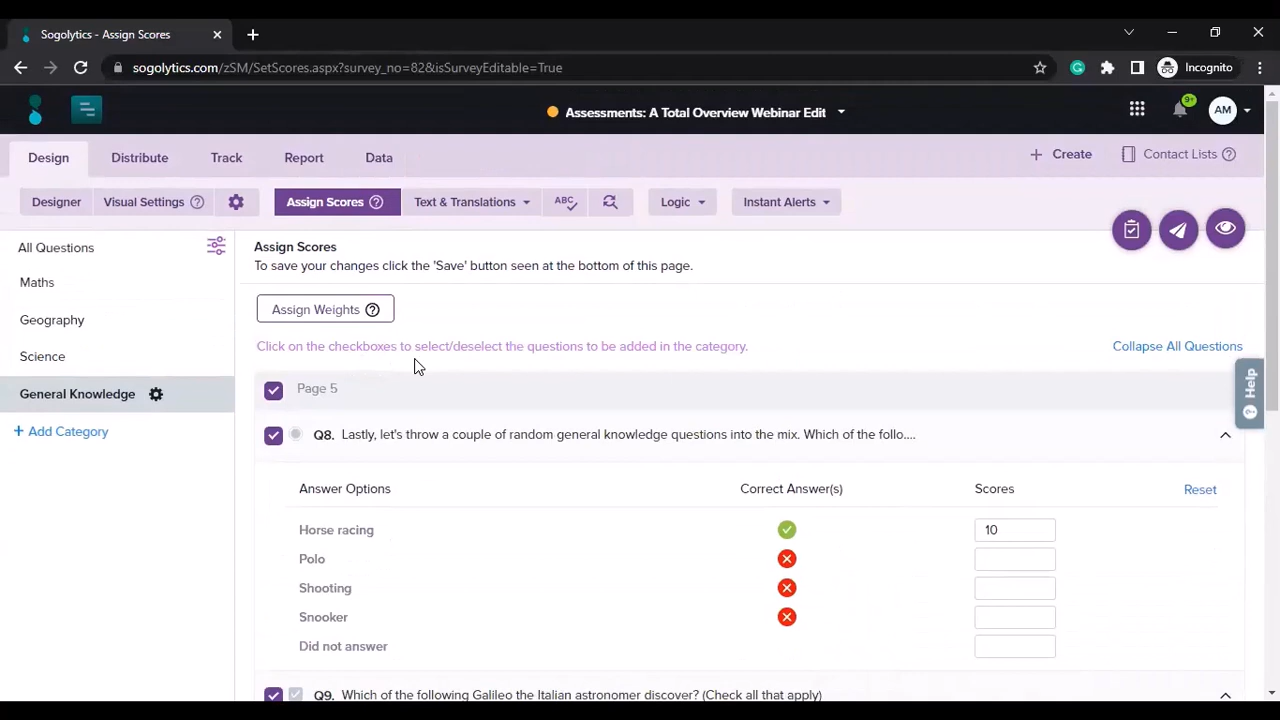 Sogolytics - Assign Scores
sogolytics.com/zSM/SetScores.aspx?survey_no=82&isSurveyEditable=True
Incognito
Assessments: A Total Overview Webinar Edit
9+
AM
Design
Distribute
Track
Report
Data
+ Create
Contact Lists ?
Designer
Visual Settings ?
Assign Scores ?
Text & Translations
ABC
Logic
Instant Alerts
All Questions
Maths
Geography
Science
General Knowledge
+ Add Category
Assign Scores
To save your changes click the 'Save' button seen at the bottom of this page.
Assign Weights ?
Click on the checkboxes to select/deselect the questions to be added in the category.
Collapse All Questions
Help ?
Page 5
Q8. Lastly, let's throw a couple of random general knowledge questions into the mix. Which of the follo....
Answer Options Correct Answer(s) Scores Reset
Horse racing 10
Polo
Shooting
Snooker
Did not answer
Q9. Which of the following Galileo the Italian astronomer discover? (Check all that apply)